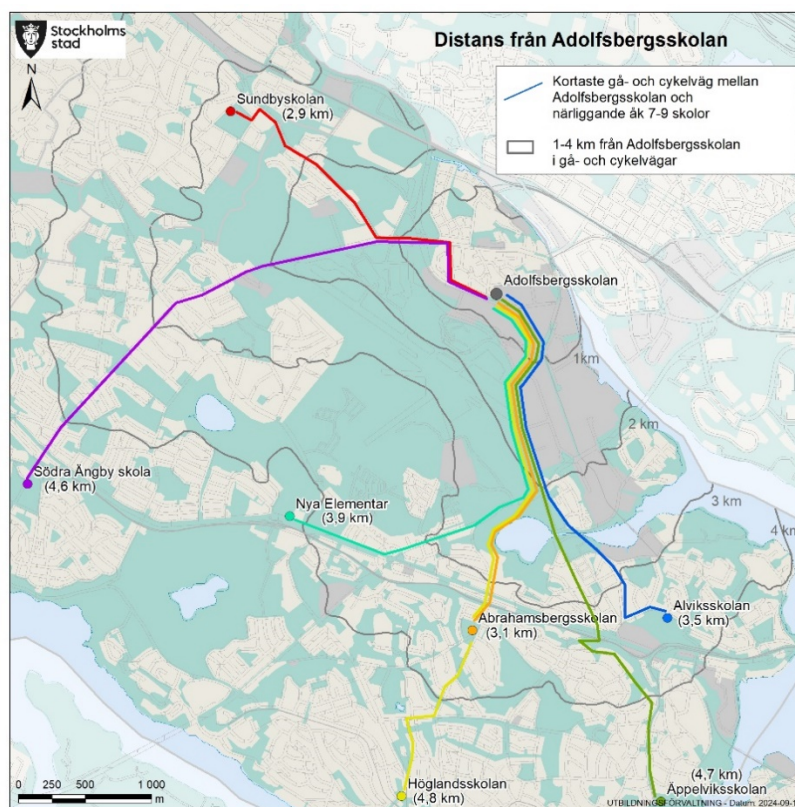 Stockholms
stad
Distans från Adolfsbergsskolan
Kortaste gå- och cykelväg mellan
Adolfsbergsskolan och
närliggande åk 7-9 skolor
1-4 km från Adolfsbergsskolan
i gå- och cykelvägar
N
Sundbyskolan
(2,9 km)
Adolfsbergsskolan
1km
2 km
Södra Ängby skola
(4,6 km)
Nya Elementar
(3,9 km)
3 km
4 km
Alviksskolan
(3,5 km)
Abrahamsbergsskolan
(3,1 km)
(4,7 km)
Äppelviksskolan
Höglandsskolan
(4,8 km)
0 250 500 1 000
m
UTBILDNINGSFÖRVALTNING - Datem: 2024-09-